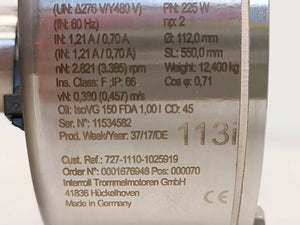 (UN: Δ276 V/Y480 V) PN: 225 W
(fN: 60 Hz) np: 2
IN: 1,21 A / 0,70 A Ø: 112,0 mm
(IN: 1,21 A / 0,70 A) SL: 550,0 mm
nN: 2.821 (3.385) rpm Weight: 12,400 kg
Ins. Class: F ;IP: 66 Cos φ: 0,71
vN: 0,390 (0,457) m/s
Oil: IsoVG 150 FDA 1,00 l CD: 45
Ser. N°: 11534582
Prod. Week/Year: 37/17/DE 113i
Cust. Ref.: 727-1110-1025919
Order N°: 0001676948 Pos: 000070
Interroll Trommelmotoren GmbH
41836 Hückelhoven
Made in Germany CE